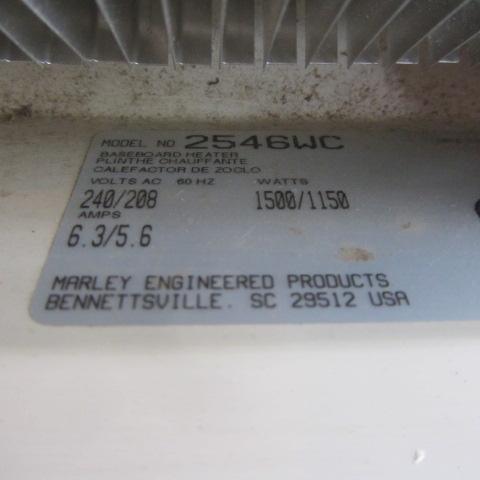 MODEL NO 2546WC
BASEBOARD HEATER
PLINTHE CHAUFFANTE
CALEFACTOR DE ZOCLO
VOLTS AC 60 HZ WATTS
240/208 1500/1150
AMPS
6.3/5.6
MARLEY ENGINEERED PRODUCTS
BENNETTSVILLE. SC 29512 USA